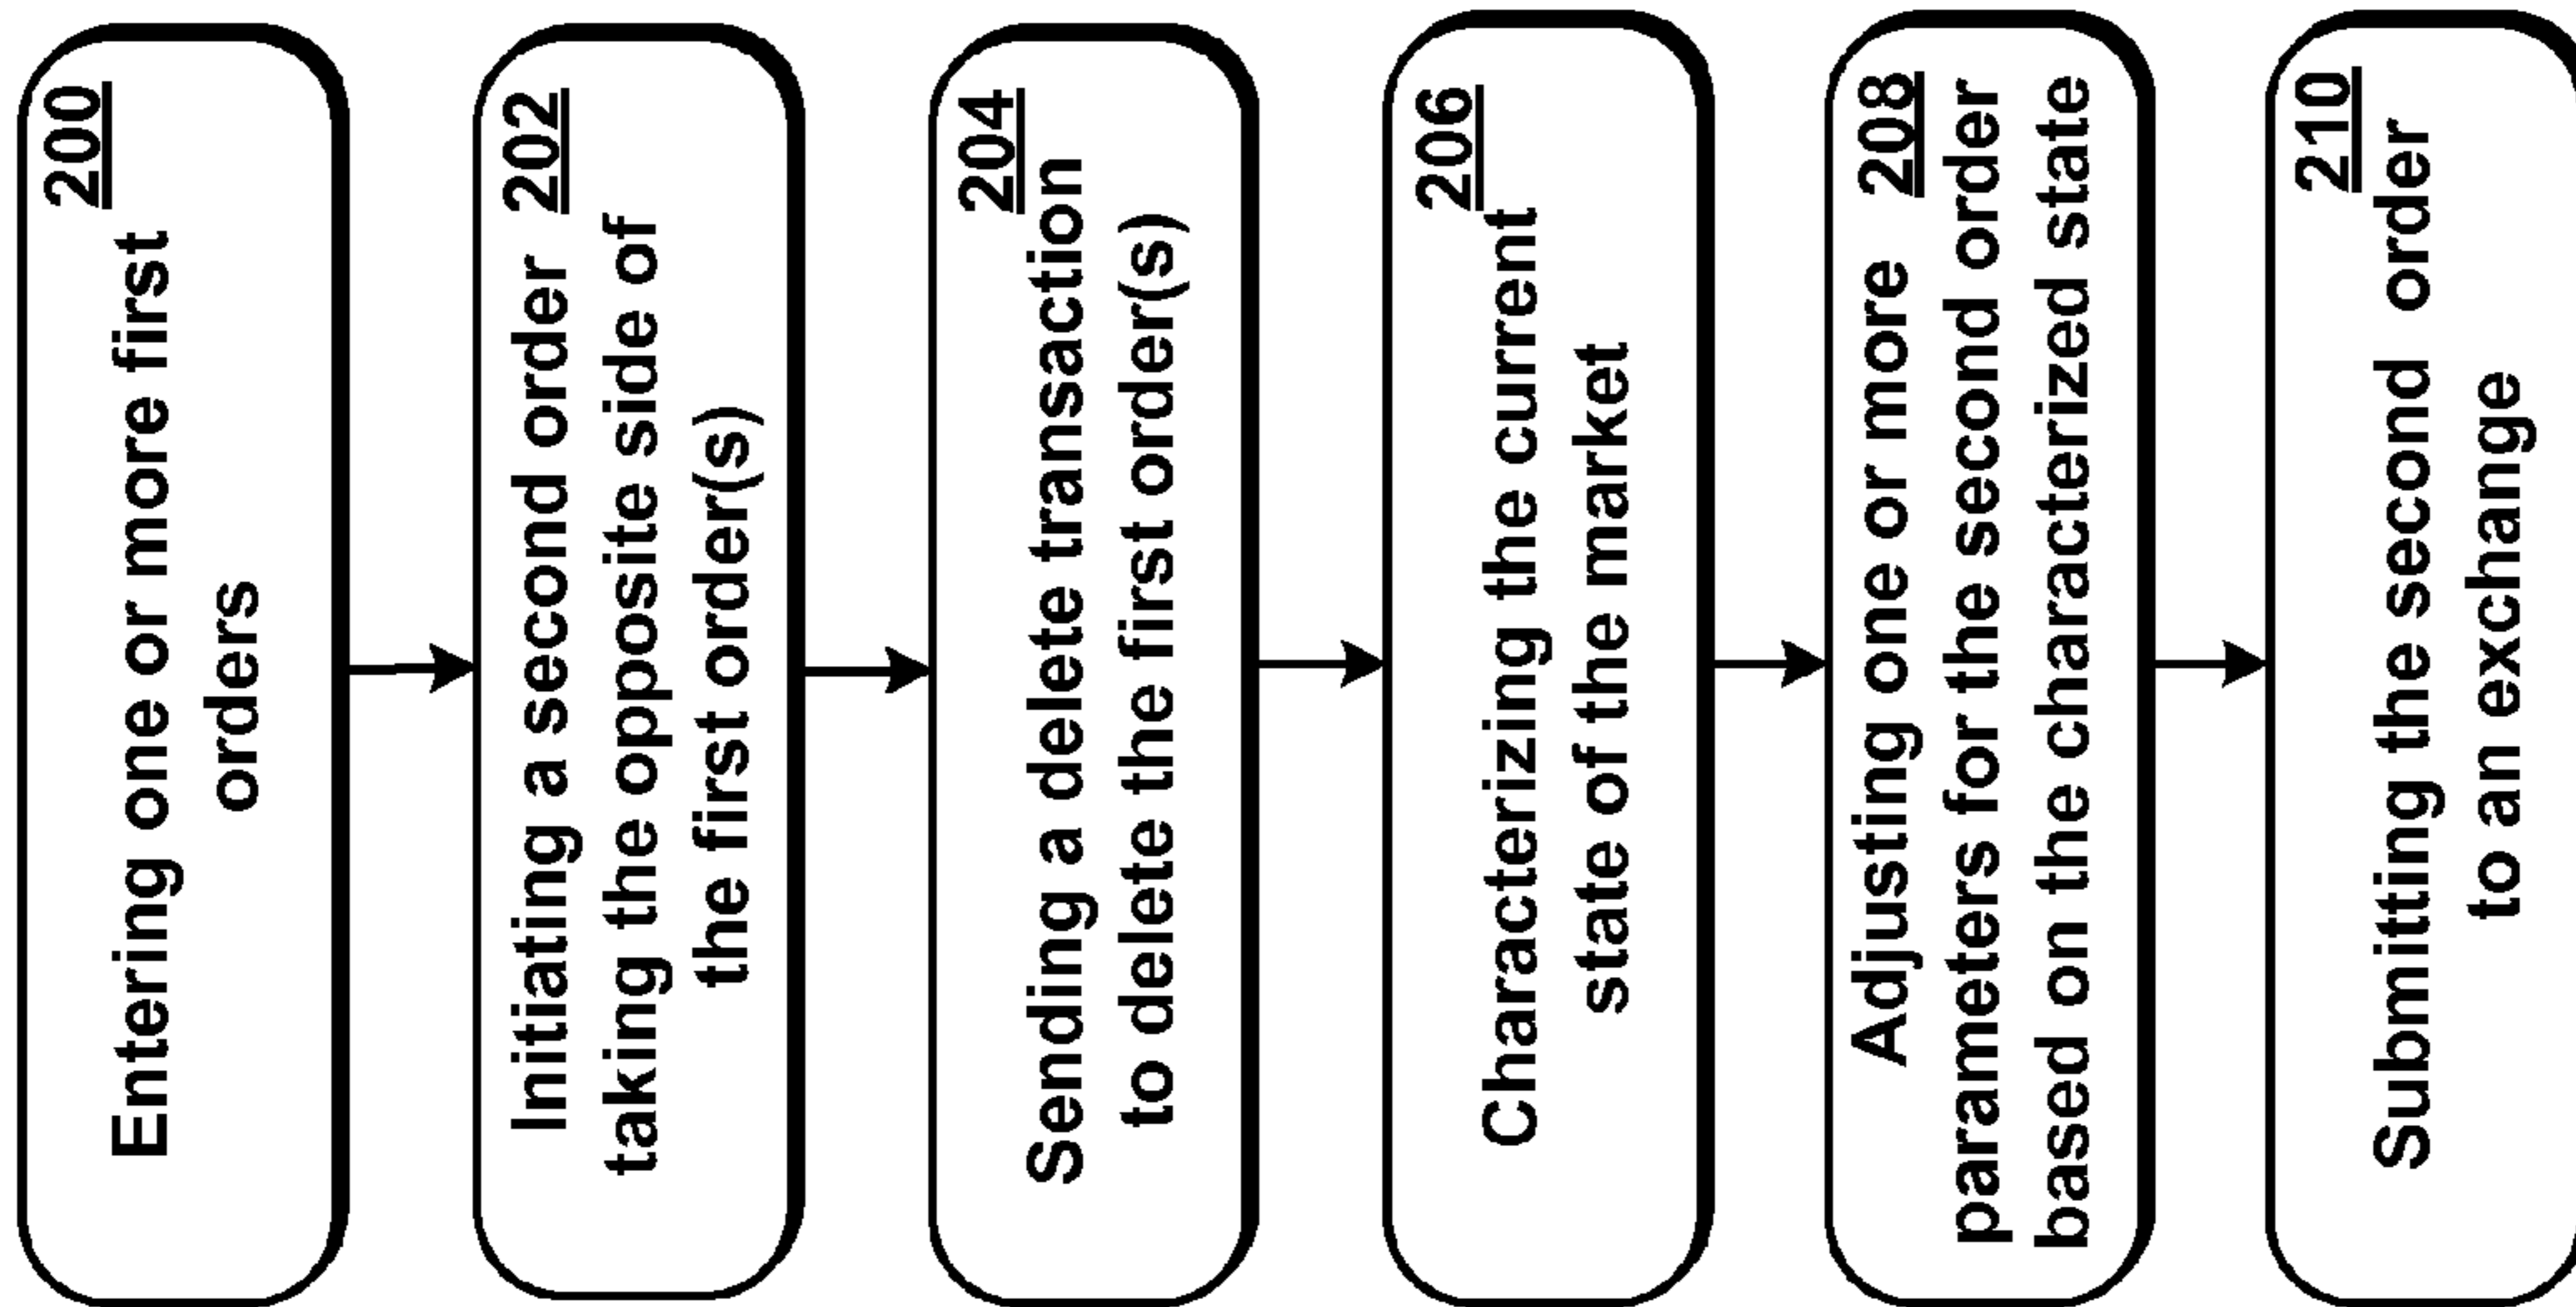 200
Entering one or more first
orders
Initiating a second order 202
taking the opposite side of
the first order(s)
204
Sending a delete transaction
to delete the first order(s)
206
Characterizing the current
state of the market
Adjusting one or more 208
parameters for the second order
based on the characterized state
210
Submitting the second order
to an exchange